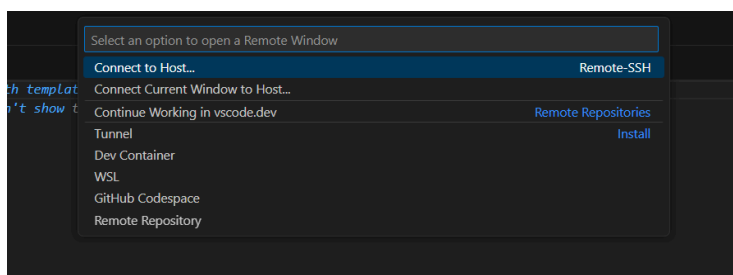 Select an option to open a Remote Window
Connect to Host... Remote-SSH
th templat
Connect Current Window to Host...
n't show t
Continue Working in vscode.dev Remote Repositories
Tunnel Install
Dev Container
WSL
GitHub Codespace
Remote Repository